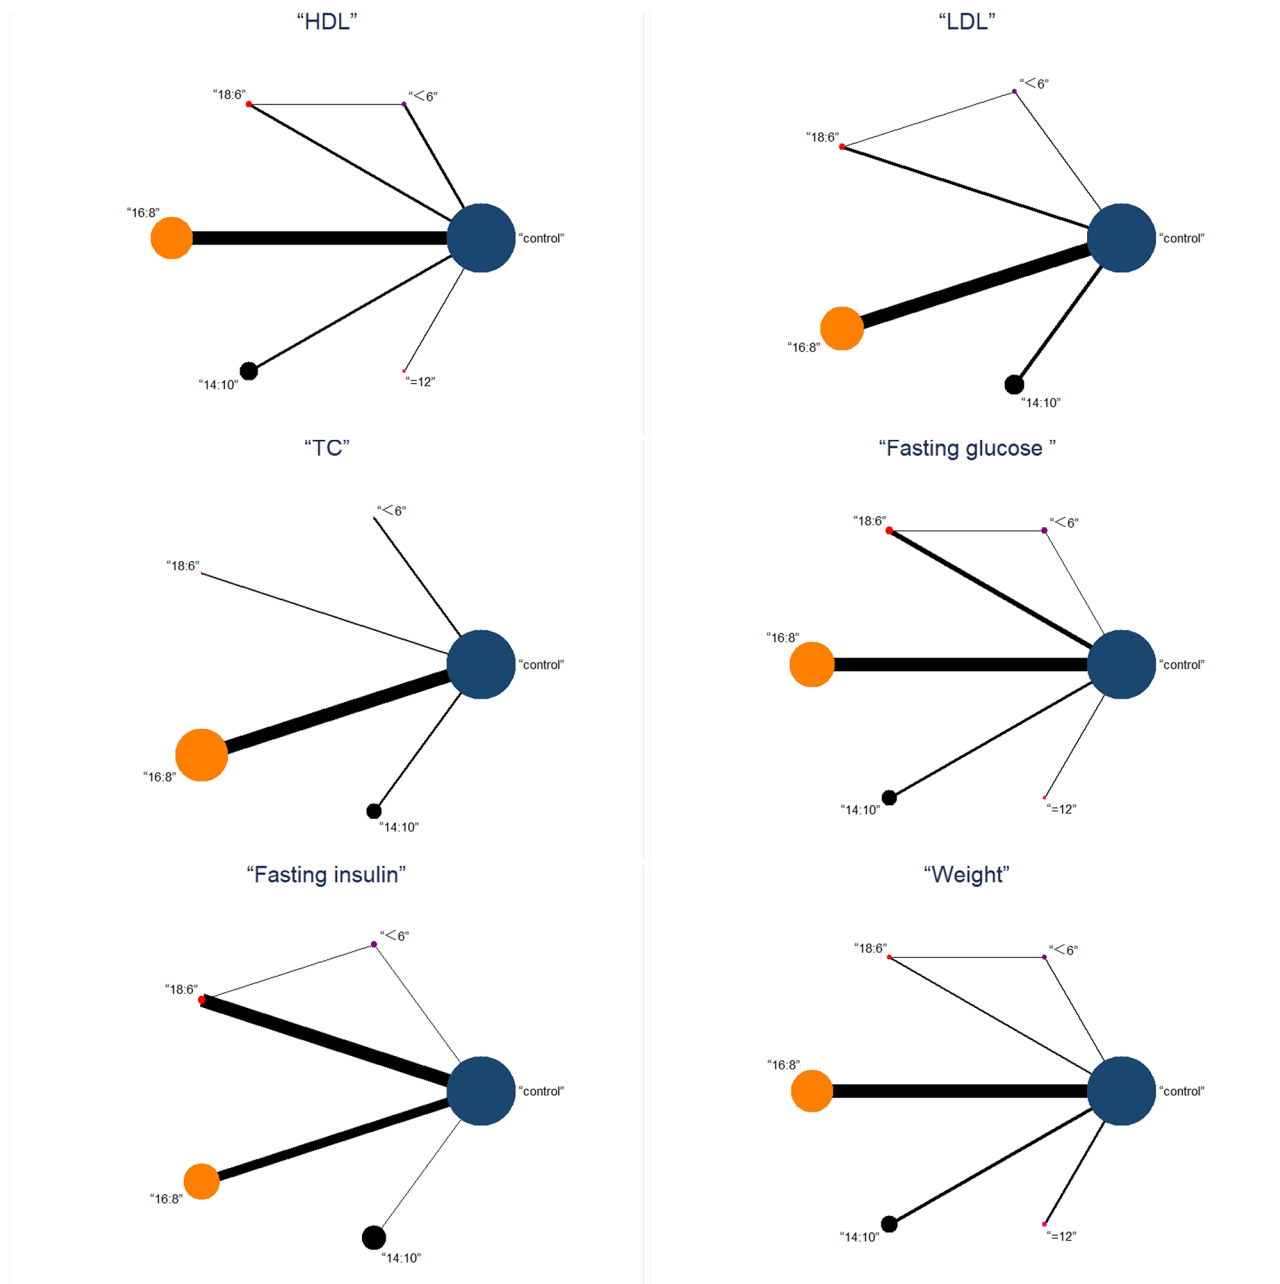 “HDL”
“18:6”
“＜6”
“16:8”
“control”
“14:10”
“=12”
“LDL”
“＜6”
“18:6”
“control”
“16:8”
“14:10”
“TC”
“＜6”
“18:6”
“control”
“16:8”
“14:10”
“Fasting glucose ”
“18:6”
“＜6”
“16:8”
“control”
“14:10”
“=12”
“Fasting insulin”
“＜6”
“18:6”
“control”
“16:8”
“14:10”
“Weight”
“18:6”
“＜6”
“16:8”
“control”
“14:10”
“=12”